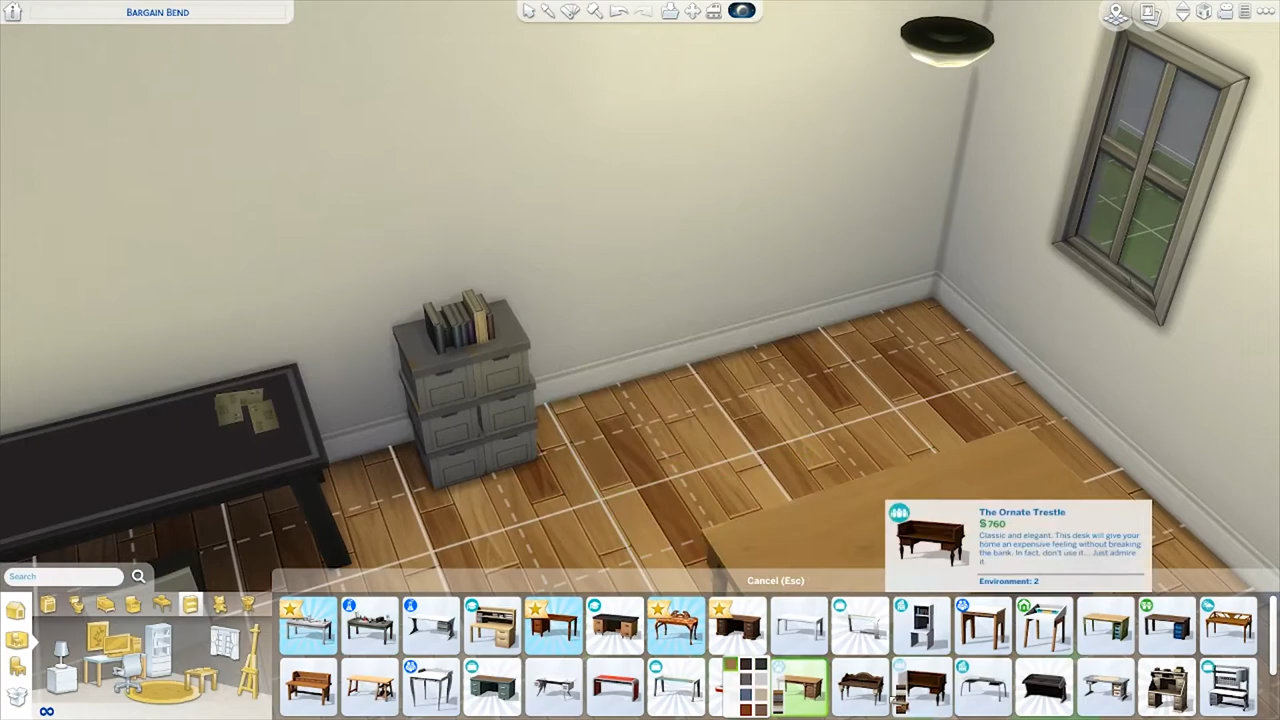 BARGAIN BEND
The Ornate Trestle
§760
Classic and elegant. This desk will give your
home an expensive feeling without breaking
the bank. In fact, don't use it... Just admire
it.
Environment: 2
Search
Cancel (Esc)